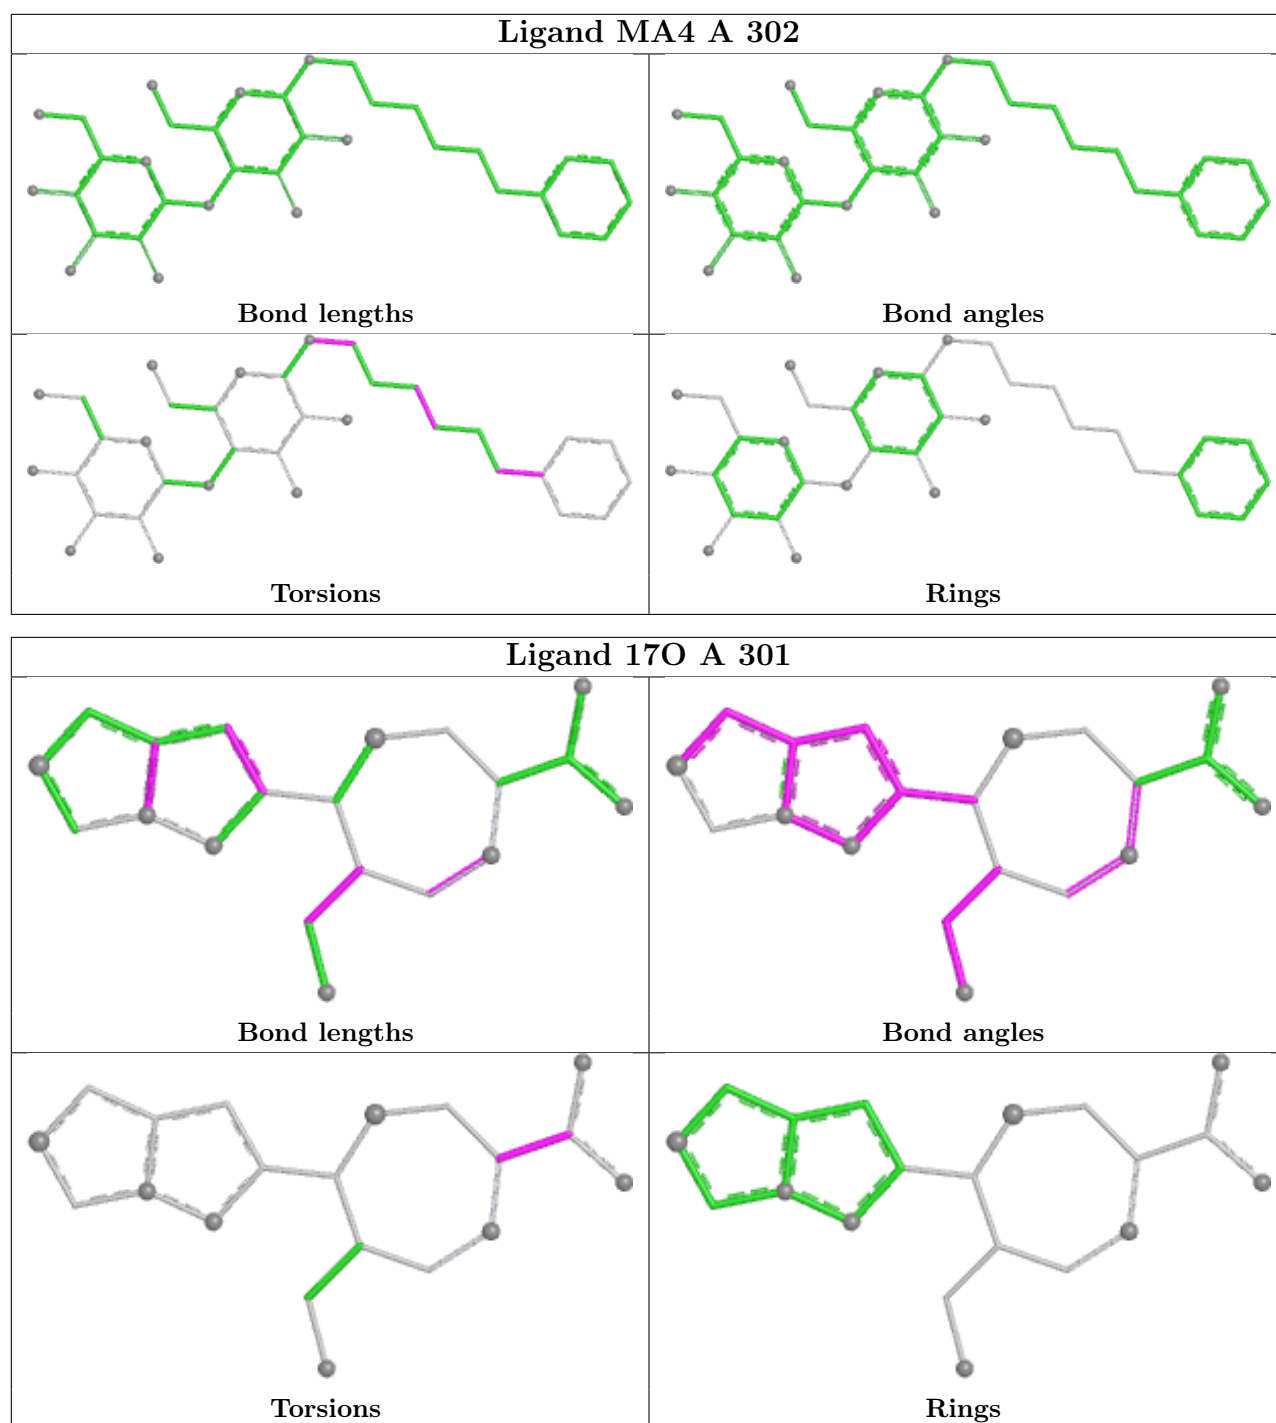 Ligand MA4 A 302
Bond lengths
Bond angles
Torsions
Rings
Ligand 17O A 301
Bond lengths
Bond angles
Torsions
Rings